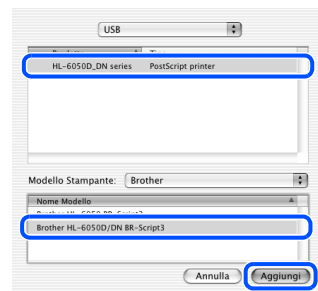 USB
HL-6050D_DN series PostScript printer
Modello Stampante: Brother
Nome Modello
Brother HL-6050D/DN BR-Script3
Annulla Aggiungi